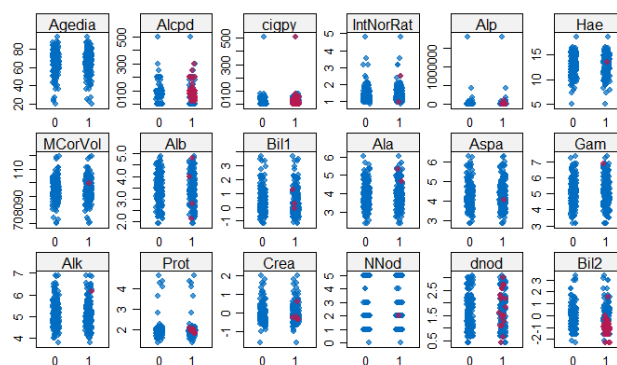 Agedia Alcpd cigpy IntNorRat Alp Hae
20 40 60 80
0 100 300 500
0 100 300 500
1 2 3 4 5
0 1000000
5 10 15
0 1 0 1 0 1 0 1 0 1 0 1
MCorVol Alb Bil1 Ala Aspa Gam
70 80 90 110
2.0 3.0 4.0 5.0
-1 0 1 2 3
3 4 5 6
3 4 5 6
3 4 5 6 7
0 1 0 1 0 1 0 1 0 1 0 1
Alk Prot Crea NNod dnod Bil2
4 5 6 7
2 3 4 5
-1 0 1 2
0 1 2 3 4 5
0.5 1.5 2.5
-2 -1 0 1 2 3
0 1 0 1 0 1 0 1 0 1 0 1